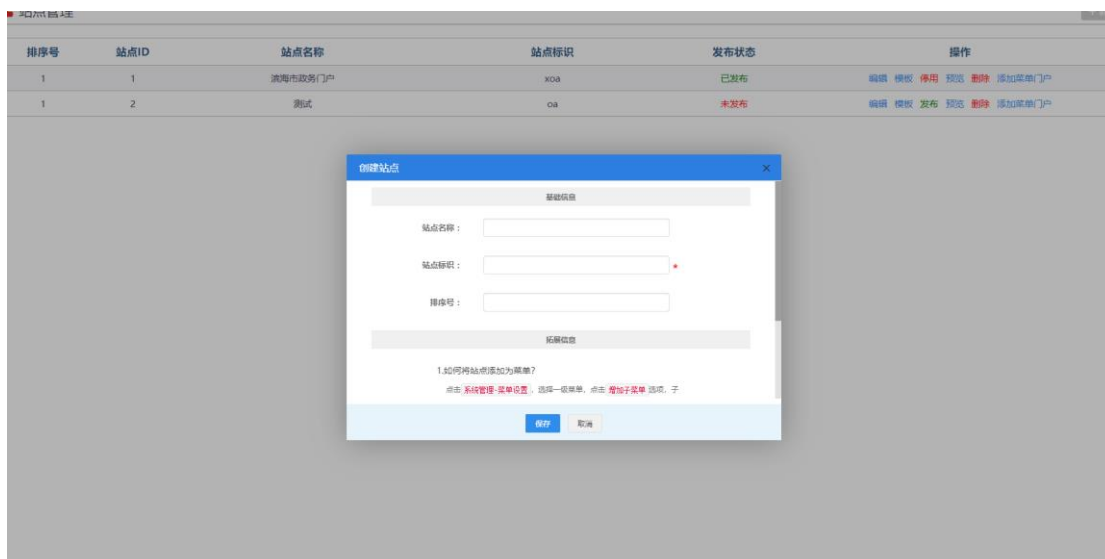 站点管理
排序号 站点ID 站点名称 站点标识 发布状态 操作
1 1 滨海市政务门户 xoa 已发布 编辑 模板 停用 预览 删除 添加菜单门户
1 2 测试 oa 未发布 编辑 模板 发布 预览 删除 添加菜单门户
创建站点 ×
基础信息
站点名称：
站点标识： *
排序号：
拓展信息
1.如何将站点添加为菜单?
点击 系统管理-菜单设置 ，选择一级菜单，点击 增加子菜单 选项，子
保存 取消